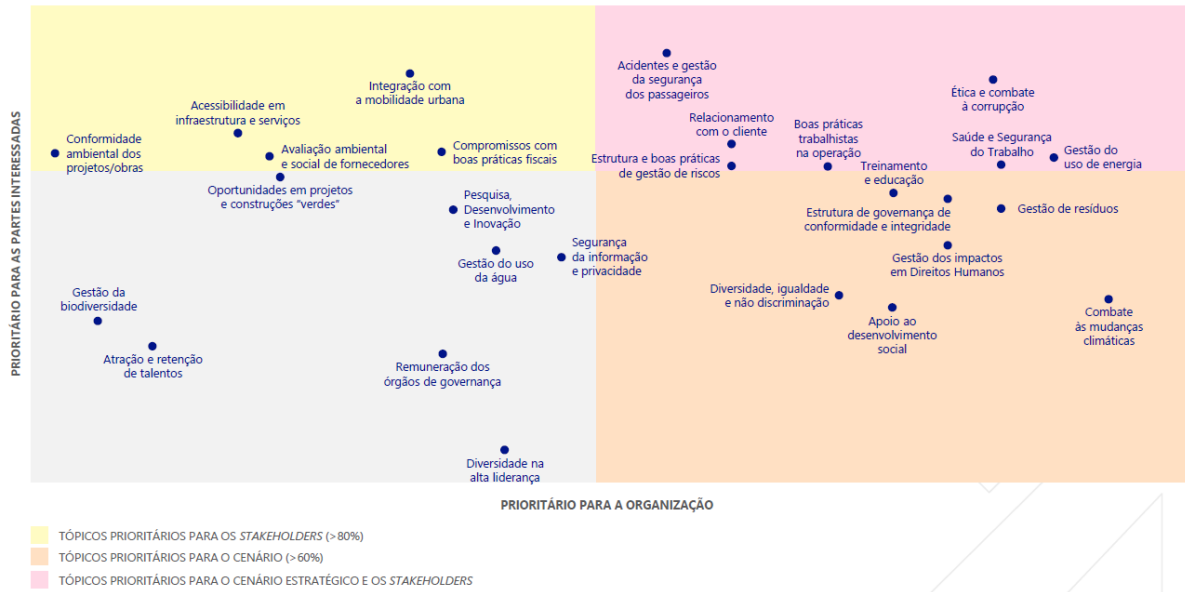 PRIORITÁRIO PARA AS PARTES INTERESSADAS
Acidentes e gestão
da segurança
dos passageiros
Integração com
a mobilidade urbana
Ética e combate
à corrupção
Acessibilidade em
infraestrutura e serviços
Relacionamento
com o cliente
Boas práticas
trabalhistas
na operação
Saúde e Segurança
do Trabalho
Conformidade
ambiental dos
projetos/obras
Avaliação ambiental
e social de fornecedores
Compromissos com
boas práticas fiscais
Estrutura e boas práticas
de gestão de riscos
Gestão do
uso de energia
Treinamento
e educação
Oportunidades em projetos
e construções “verdes”
Pesquisa,
Desenvolvimento
e Inovação
Estrutura de governança de
conformidade e integridade
Gestão de resíduos
Segurança
da informação
e privacidade
Gestão do uso
da água
Gestão dos impactos
em Direitos Humanos
Gestão da
biodiversidade
Diversidade, igualdade
e não discriminação
Apoio ao
desenvolvimento
social
Combate
às mudanças
climáticas
Atração e retenção
de talentos
Remuneração dos
órgãos de governança
Diversidade na
alta liderança
PRIORITÁRIO PARA A ORGANIZAÇÃO
TÓPICOS PRIORITÁRIOS PARA OS STAKEHOLDERS (>80%)
TÓPICOS PRIORITÁRIOS PARA O CENÁRIO (>60%)
TÓPICOS PRIORITÁRIOS PARA O CENÁRIO ESTRATÉGICO E OS STAKEHOLDERS